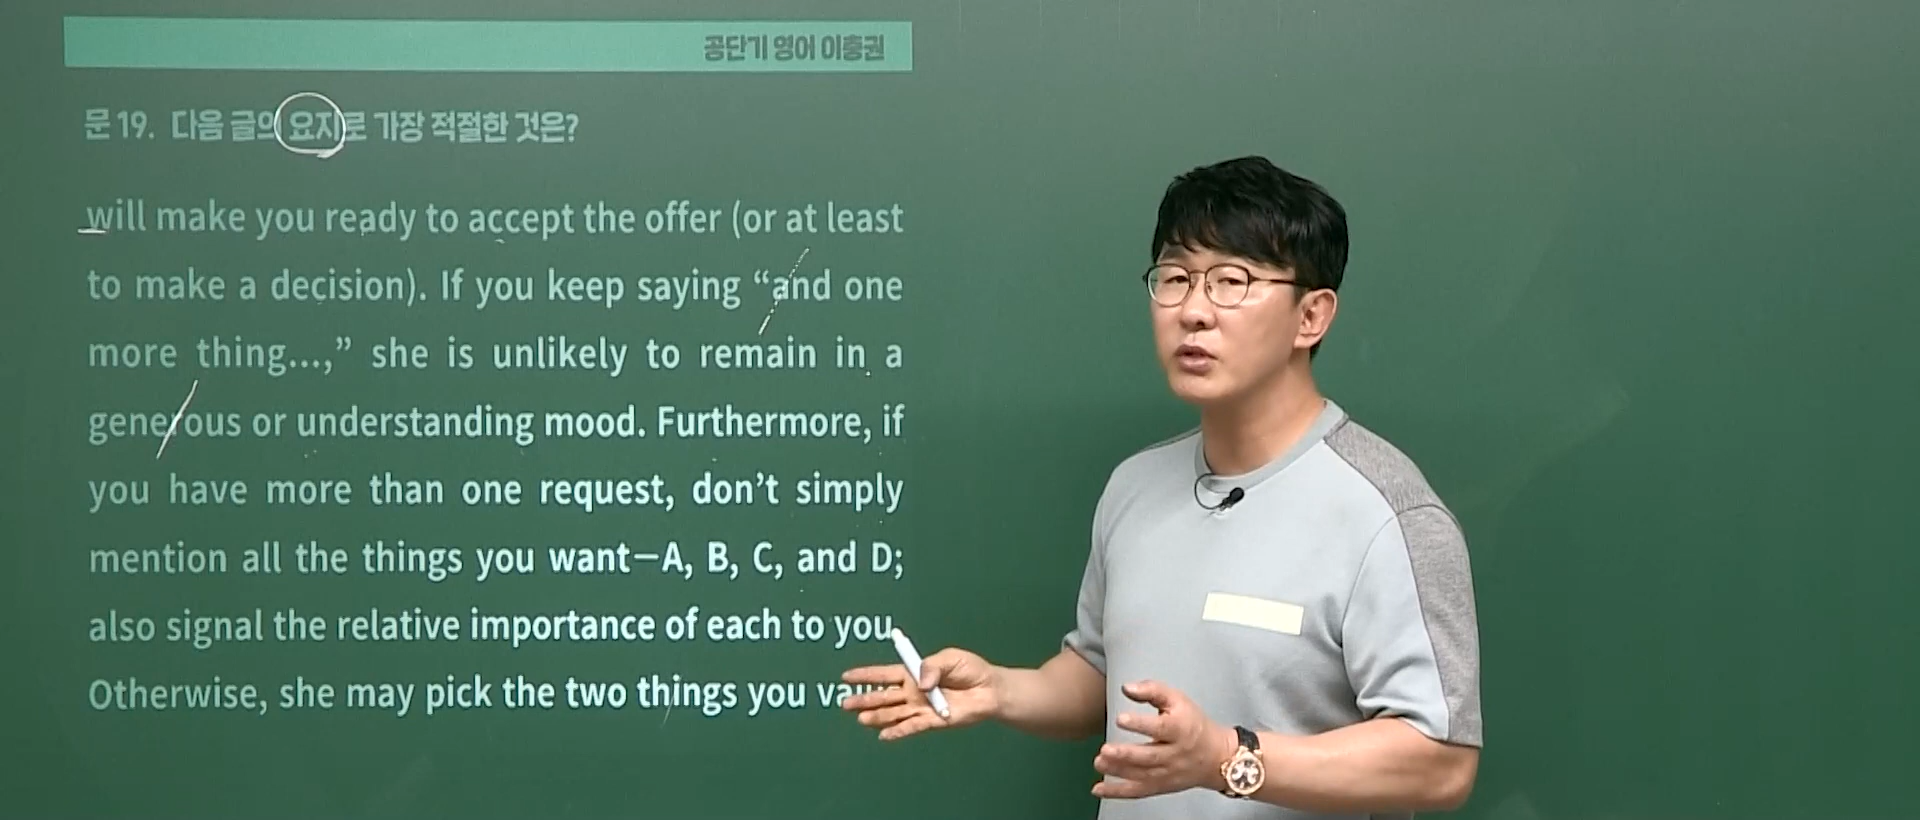 공단기 영어 이충권
문 19. 다음 글의 요지로 가장 적절한 것은?
will make you ready to accept the offer (or at least
to make a decision). If you keep saying “and one
more thing...,” she is unlikely to remain in a
generous or understanding mood. Furthermore, if
you have more than one request, don’t simply
mention all the things you want—A, B, C, and D;
also signal the relative importance of each to you.
Otherwise, she may pick the two things you